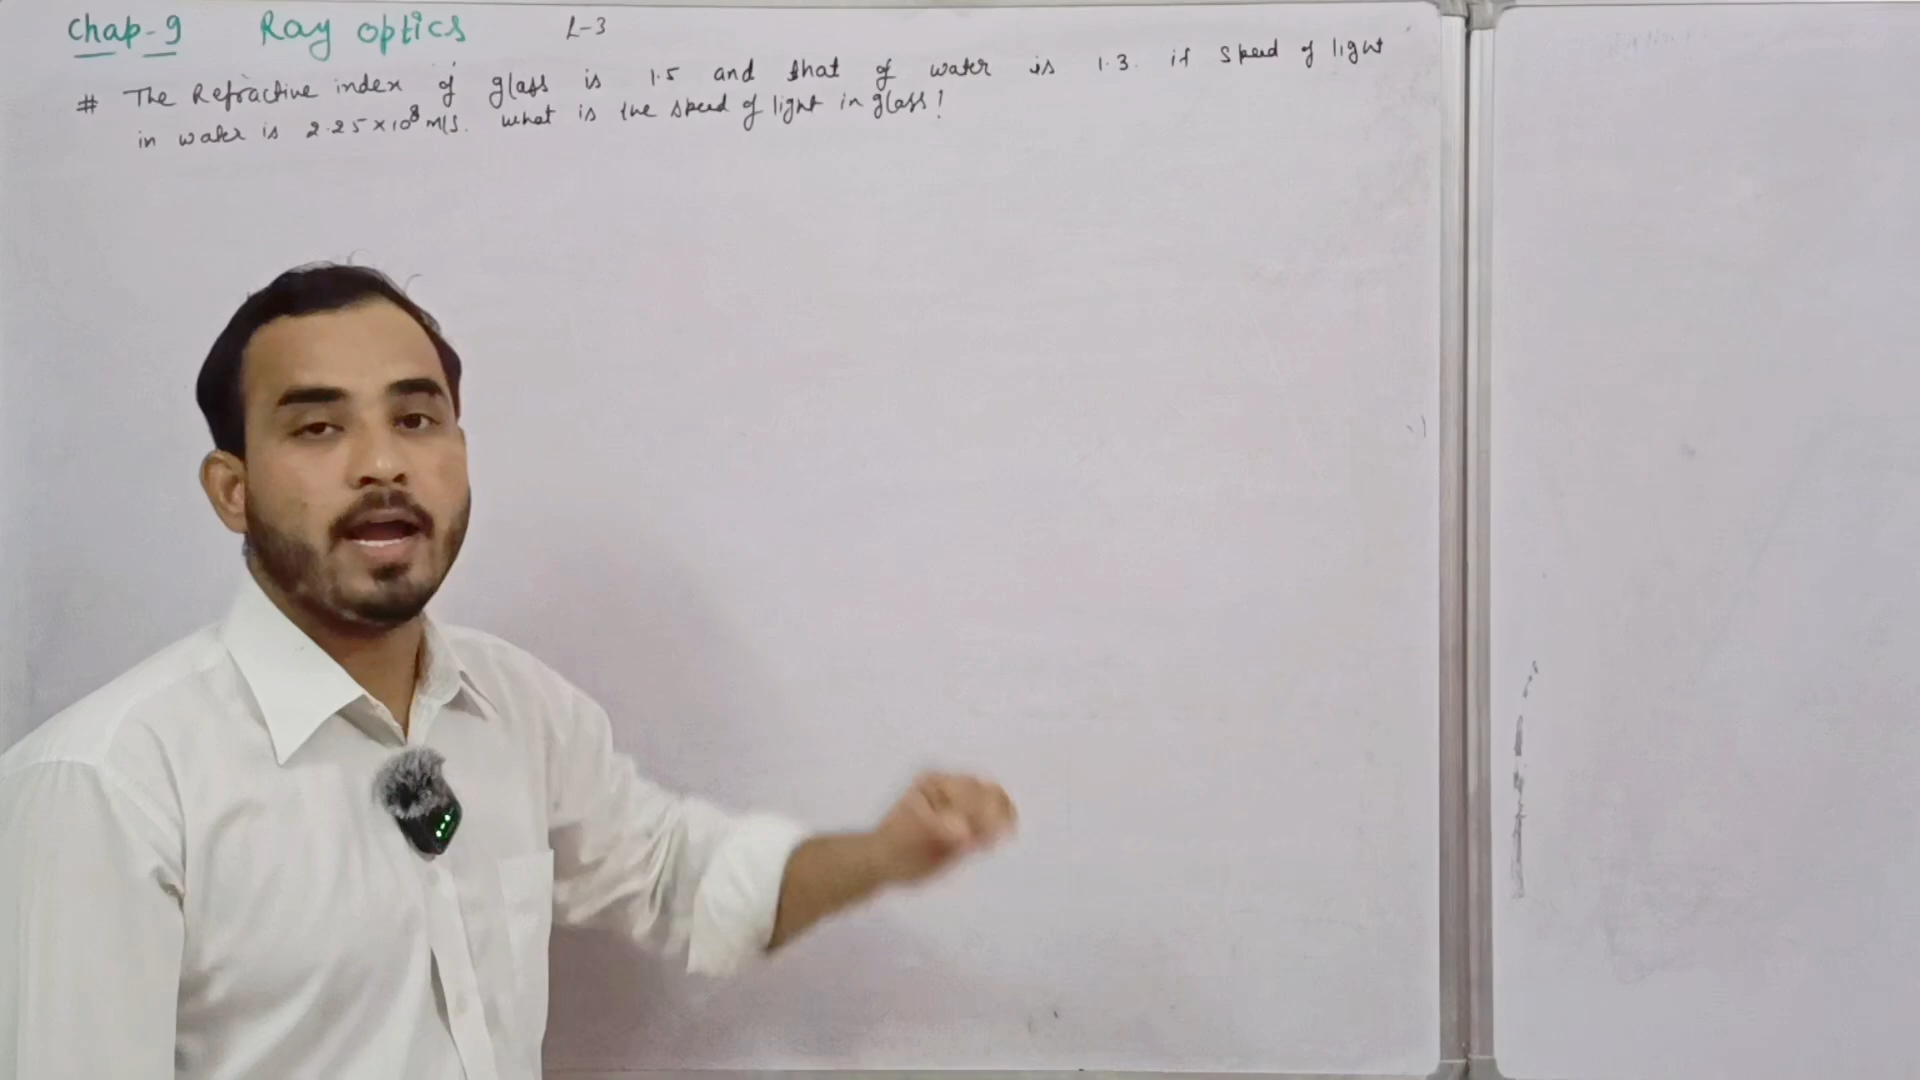 Chap-9 Ray optics L-3
# The Refractive index of glass is 1.5 and that of water is 1.3. if speed of light
in water is 2.25×10⁸ m/s. what is the speed of light in glass!